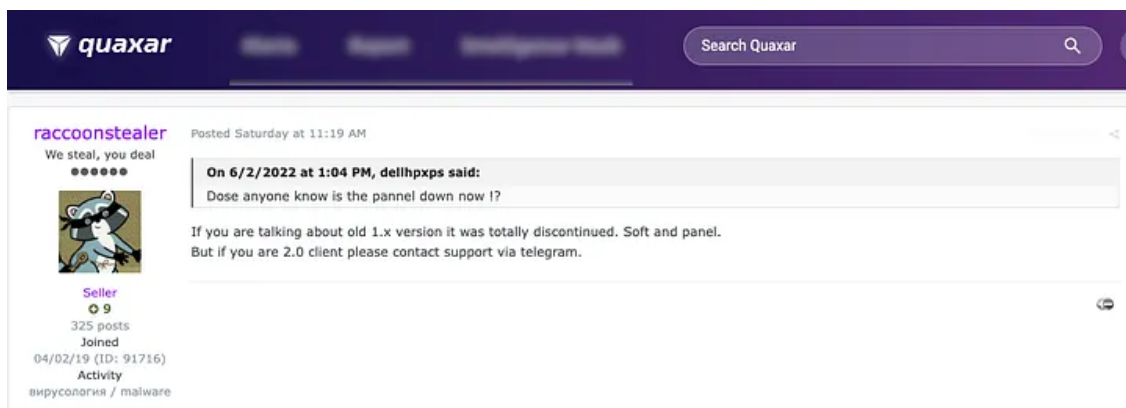 quaxar
Search Quaxar
raccoonstealer
We steal, you deal
Posted Saturday at 11:19 AM
On 6/2/2022 at 1:04 PM, dellhpxps said:
Dose anyone know is the pannel down now !?
If you are talking about old 1.x version it was totally discontinued. Soft and panel.
But if you are 2.0 client please contact support via telegram.
Seller
9
325 posts
Joined
04/02/19 (ID: 91716)
Activity
вирусология / malware